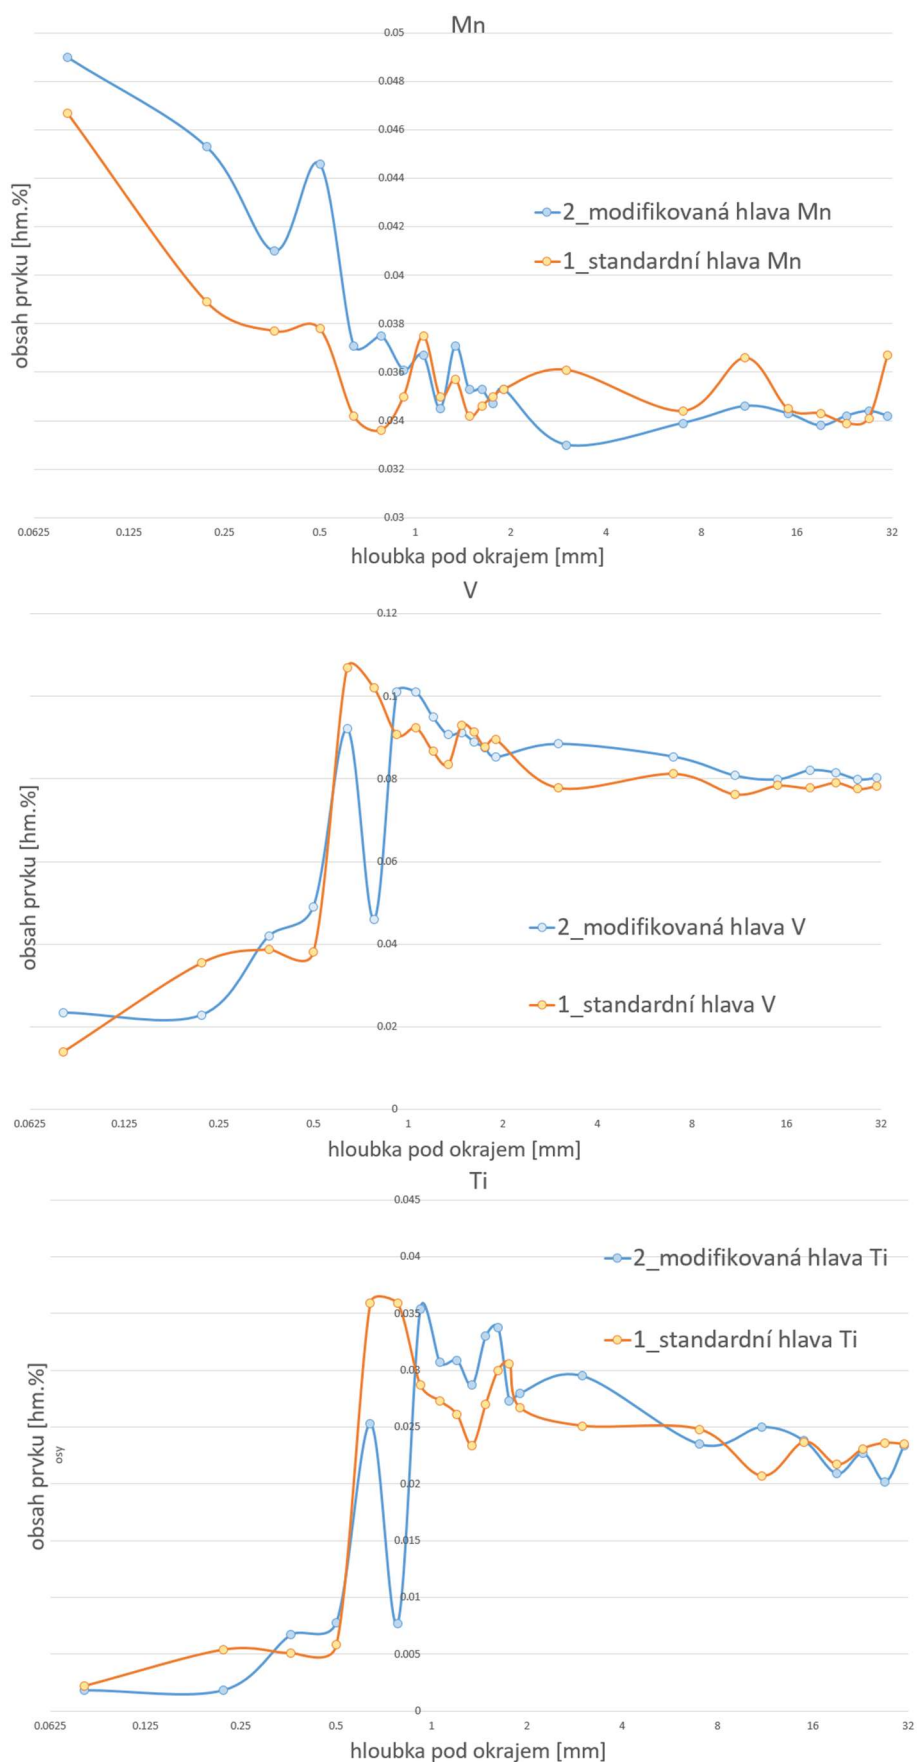 Mn
0.05
0.048
0.046
0.044
0.042
0.04
0.038
0.036
0.034
0.032
0.03
obsah prvku [hm.%]
2_modifikovaná hlava Mn
1_standardní hlava Mn
0.0625 0.125 0.25 0.5 1 2 4 8 16 32
hloubka pod okrajem [mm]
V
0.12
0.1
0.08
0.06
0.04
0.02
0
obsah prvku [hm.%]
2_modifikovaná hlava V
1_standardní hlava V
0.0625 0.125 0.25 0.5 1 2 4 8 16 32
hloubka pod okrajem [mm]
Ti
0.045
0.04
0.035
0.03
0.025
0.02
0.015
0.01
0.005
0
obsah prvku [hm.%]
osy
2_modifikovaná hlava Ti
1_standardní hlava Ti
0.0625 0.125 0.25 0.5 1 2 4 8 16 32
hloubka pod okrajem [mm]